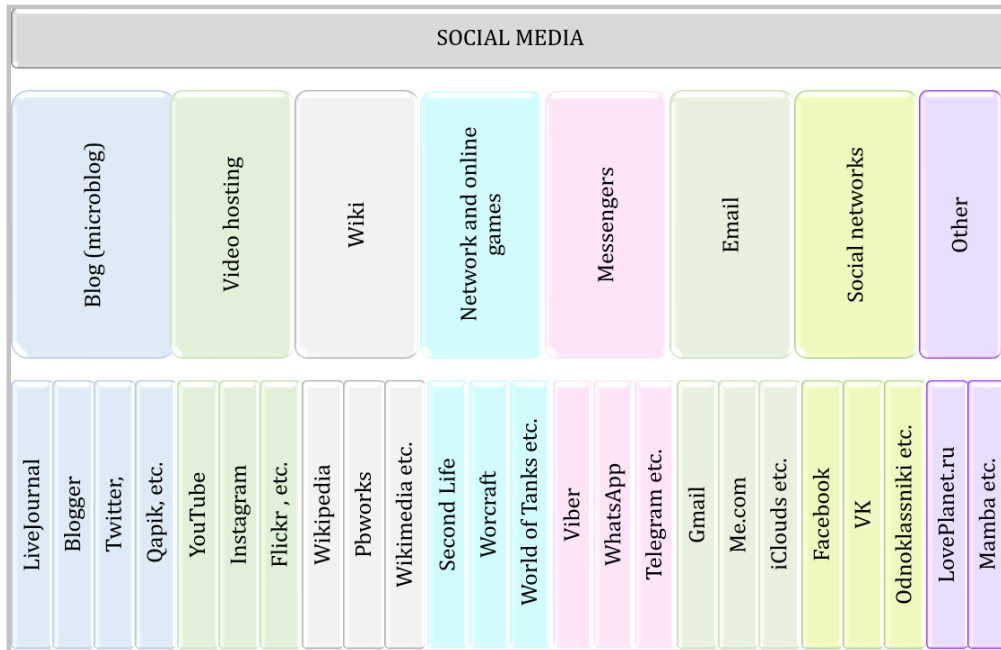 SOCIAL MEDIA
Blog (microblog)
Video hosting
Wiki
Network and online
games
Messengers
Email
Social networks
Other
LiveJournal
Blogger
Twitter,
Qapik, etc.
YouTube
Instagram
Flickr , etc.
Wikipedia
Pbworks
Wikimedia etc.
Second Life
Worcraft
World of Tanks etc.
Viber
WhatsApp
Telegram etc.
Gmail
Me.com
iClouds etc.
Facebook
VK
Odnoklassniki etc.
LovePlanet.ru
Mamba etc.